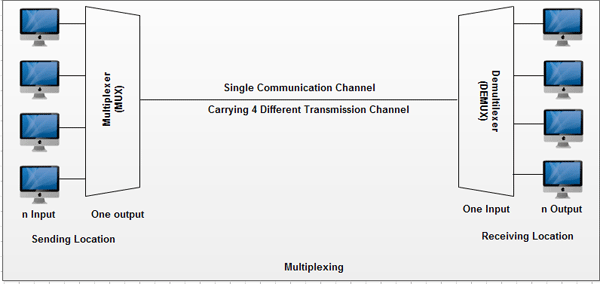 Multiplexer
(MUX)
Single Communication Channel
Carrying 4 Different Transmission Channel
Demultilexer
(DEMUX)
n Input
One output
One Input
n Output
Sending Location
Receiving Location
Multiplexing